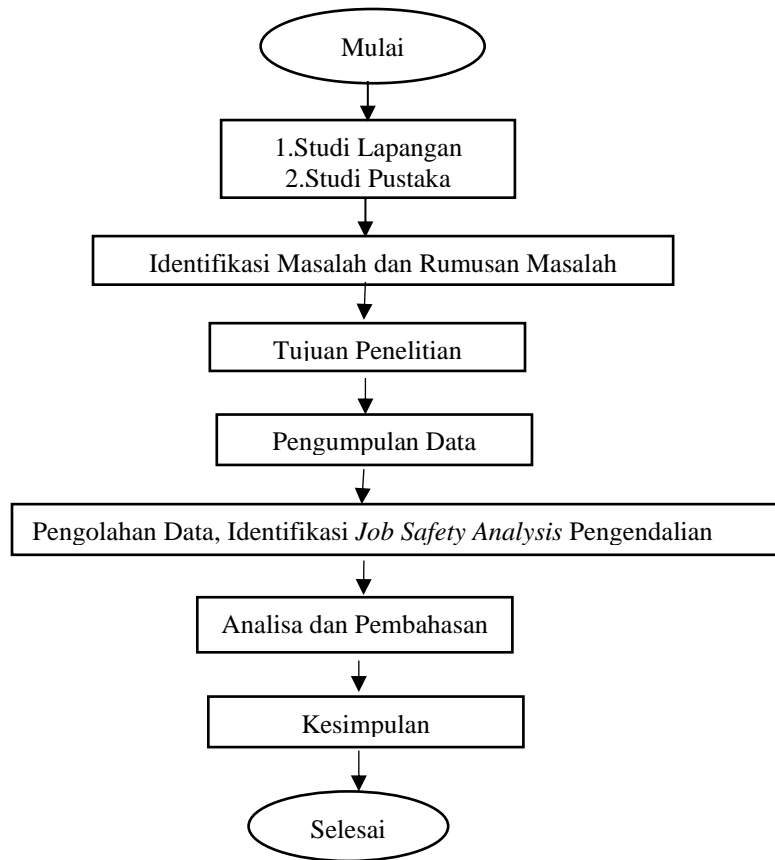 Mulai
1.Studi Lapangan
2.Studi Pustaka
Identifikasi Masalah dan Rumusan Masalah
Tujuan Penelitian
Pengumpulan Data
Pengolahan Data, Identifikasi Job Safety Analysis Pengendalian
Analisa dan Pembahasan
Kesimpulan
Selesai